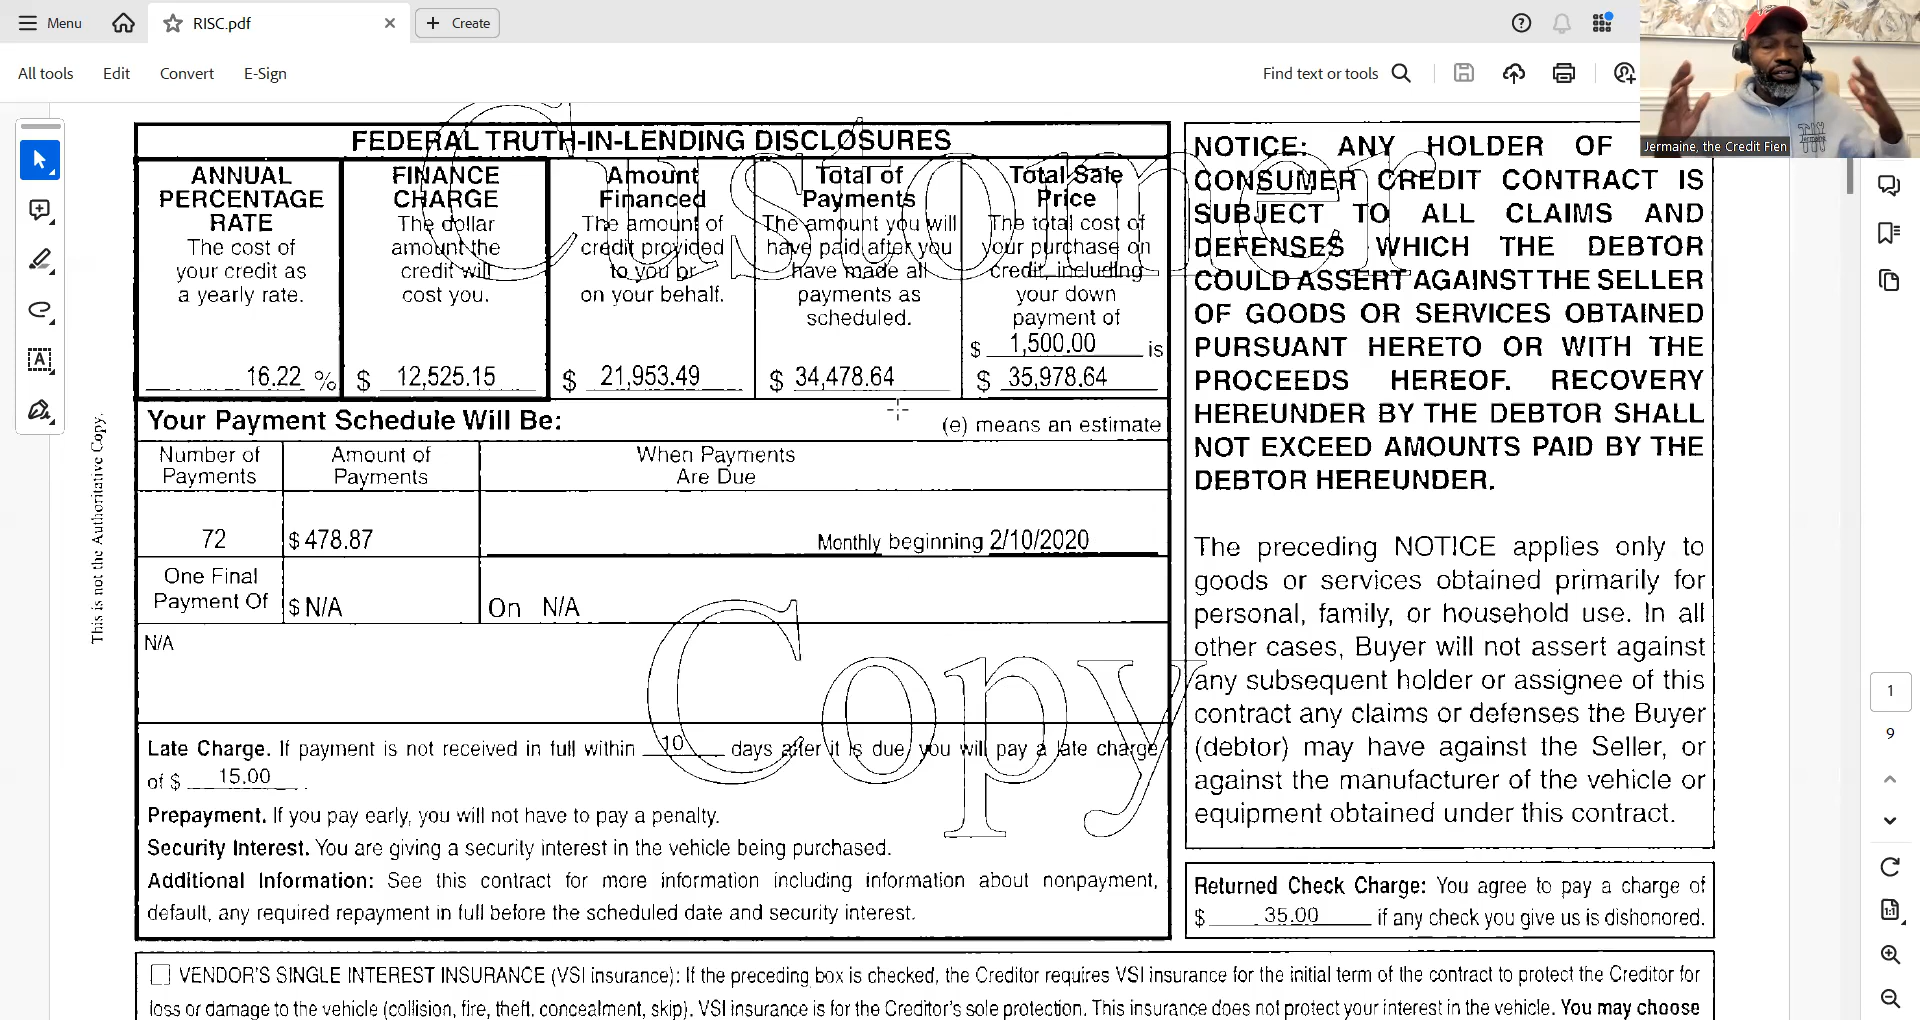 Menu
RISC.pdf
Create
All tools
Edit
Convert
E-Sign
Find text or tools
Jermaine, the Credit Fien
This is not the Authoritative Copy.
Customer
Copy
FEDERAL TRUTH-IN-LENDING DISCLOSURES
ANNUAL
PERCENTAGE
RATE
The cost of
your credit as
a yearly rate.
16.22 %
FINANCE
CHARGE
The dollar
amount the
credit will
cost you.
$ 12,525.15
Amount
Financed
The amount of
credit provided
to you or
on your behalf.
$ 21,953.49
Total of
Payments
The amount you will
have paid after you
have made all
payments as
scheduled.
$ 34,478.64
Total Sale
Price
The total cost of
your purchase on
credit, including
your down
payment of
$ 1,500.00 is
$ 35,978.64
Your Payment Schedule Will Be:
(e) means an estimate
Number of
Payments
Amount of
Payments
When Payments
Are Due
72
$ 478.87
Monthly beginning 2/10/2020
One Final
Payment Of
$ N/A
On N/A
N/A
Late Charge. If payment is not received in full within 10 days after it is due, you will pay a late charge
of $ 15.00 .
Prepayment. If you pay early, you will not have to pay a penalty.
Security Interest. You are giving a security interest in the vehicle being purchased.
Additional Information: See this contract for more information including information about nonpayment,
default, any required repayment in full before the scheduled date and security interest.
NOTICE: ANY HOLDER OF
CONSUMER CREDIT CONTRACT IS
SUBJECT TO ALL CLAIMS AND
DEFENSES WHICH THE DEBTOR
COULD ASSERT AGAINST THE SELLER
OF GOODS OR SERVICES OBTAINED
PURSUANT HERETO OR WITH THE
PROCEEDS HEREOF. RECOVERY
HEREUNDER BY THE DEBTOR SHALL
NOT EXCEED AMOUNTS PAID BY THE
DEBTOR HEREUNDER.
The preceding NOTICE applies only to
goods or services obtained primarily for
personal, family, or household use. In all
other cases, Buyer will not assert against
any subsequent holder or assignee of this
contract any claims or defenses the Buyer
(debtor) may have against the Seller, or
against the manufacturer of the vehicle or
equipment obtained under this contract.
Returned Check Charge: You agree to pay a charge of
$ 35.00 if any check you give us is dishonored.
VENDOR'S SINGLE INTEREST INSURANCE (VSI insurance): If the preceding box is checked, the Creditor requires VSI insurance for the initial term of the contract to protect the Creditor for
loss or damage to the vehicle (collision, fire, theft, concealment, skip). VSI insurance is for the Creditor's sole protection. This insurance does not protect your interest in the vehicle. You may choose
1
9